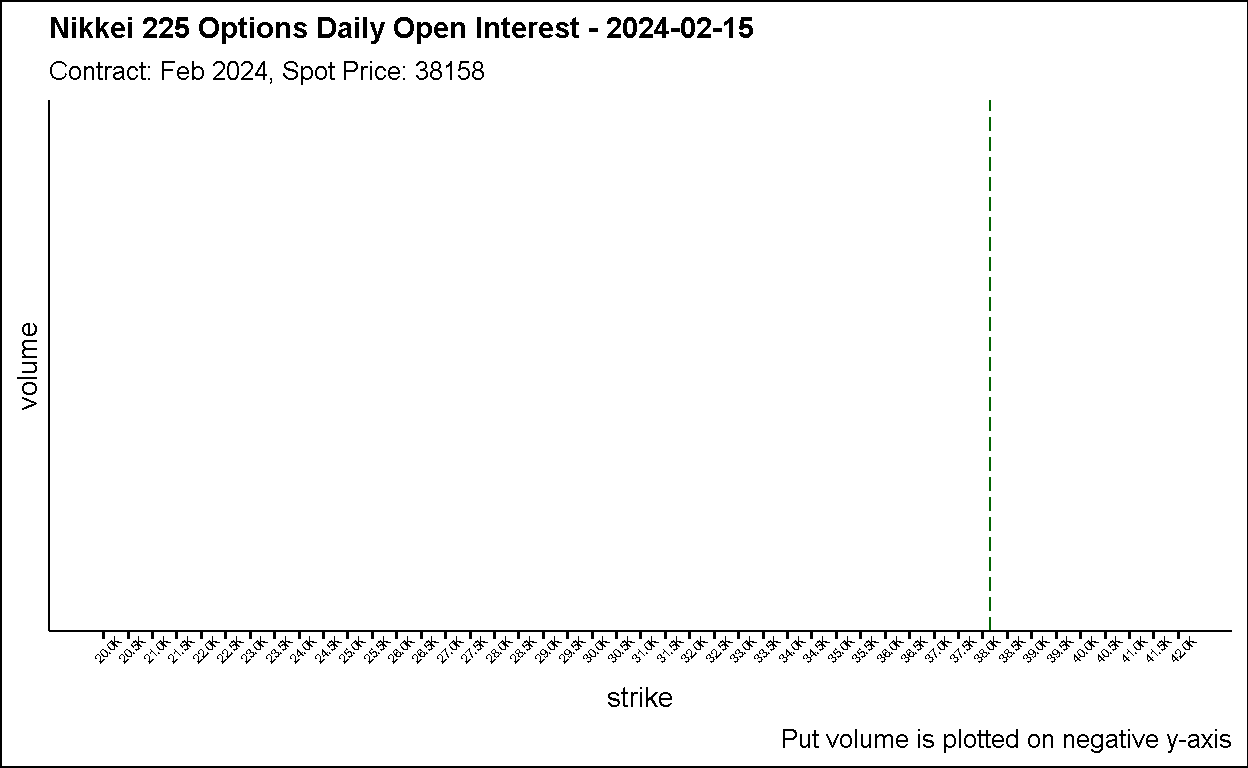 Nikkei 225 Options Daily Open Interest - 2024-02-15
Contract: Feb 2024, Spot Price: 38158
volume
20.0K 20.5K 21.0K 21.5K 22.0K 22.5K 23.0K 23.5K 24.0K 24.5K 25.0K 25.5K 26.0K 26.5K 27.0K 27.5K 28.0K 28.5K 29.0K 29.5K 30.0K 30.5K 31.0K 31.5K 32.0K 32.5K 33.0K 33.5K 34.0K 34.5K 35.0K 35.5K 36.0K 36.5K 37.0K 37.5K 38.0K 38.5K 39.0K 39.5K 40.0K 40.5K 41.0K 41.5K 42.0K
strike
Put volume is plotted on negative y-axis